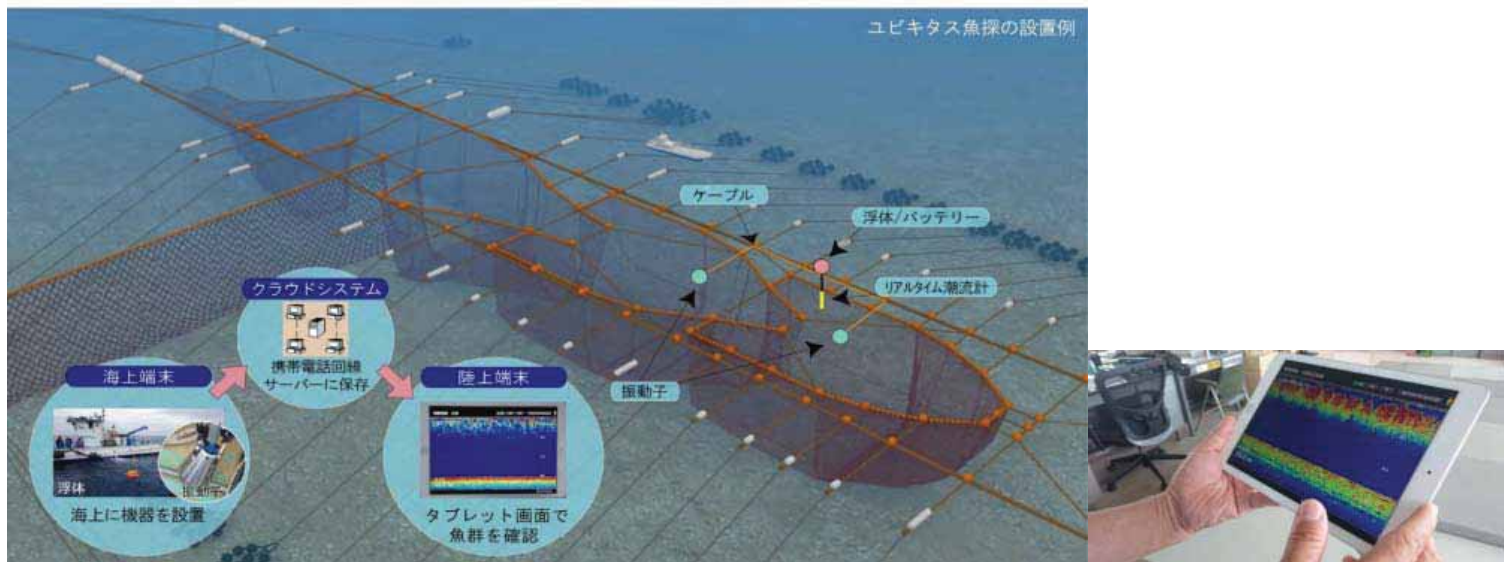 ユビキタス魚探の設置例
ケーブル
浮体/バッテリー
リアルタイム潮流計
振動子
クラウドシステム
携帯電話回線
サーバーに保存
海上端末
浮体
振動子
海上に機器を設置
陸上端末
タブレット画面で
魚群を確認